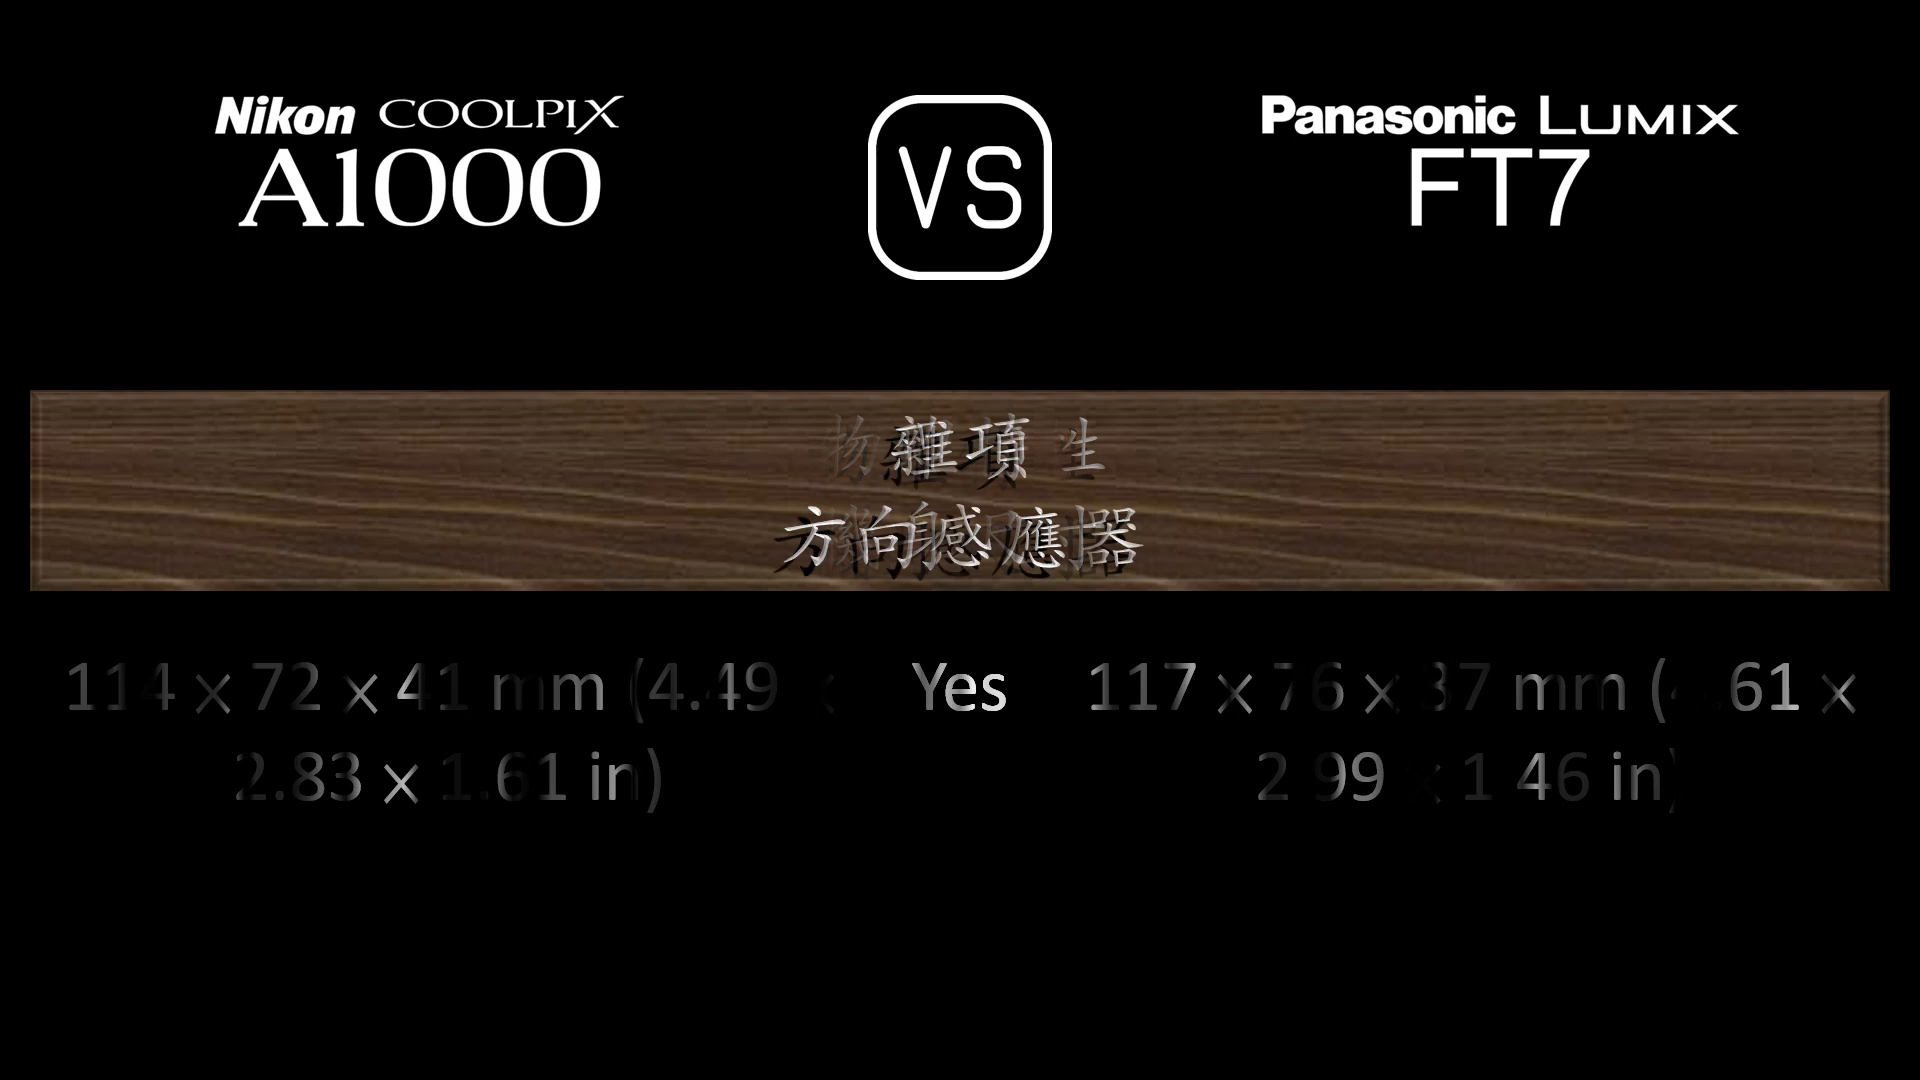 Nikon COOLPIX
A1000
VS
Panasonic LUMIX
FT7
雜項
方向感應器
114 x 72 x 41 mm (4.49 x
2.83 x 1.61 in)
Yes
117 x 76 x 37 mm (4.61 x
2.99 x 1.46 in)